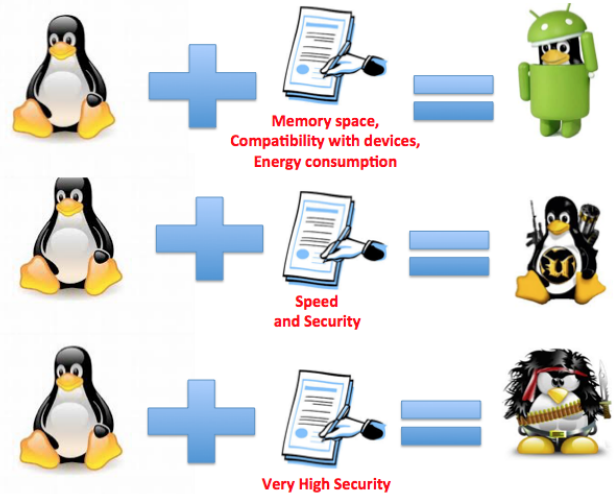 Memory space,
Compatibility with devices,
Energy consumption
Speed
and Security
Very High Security